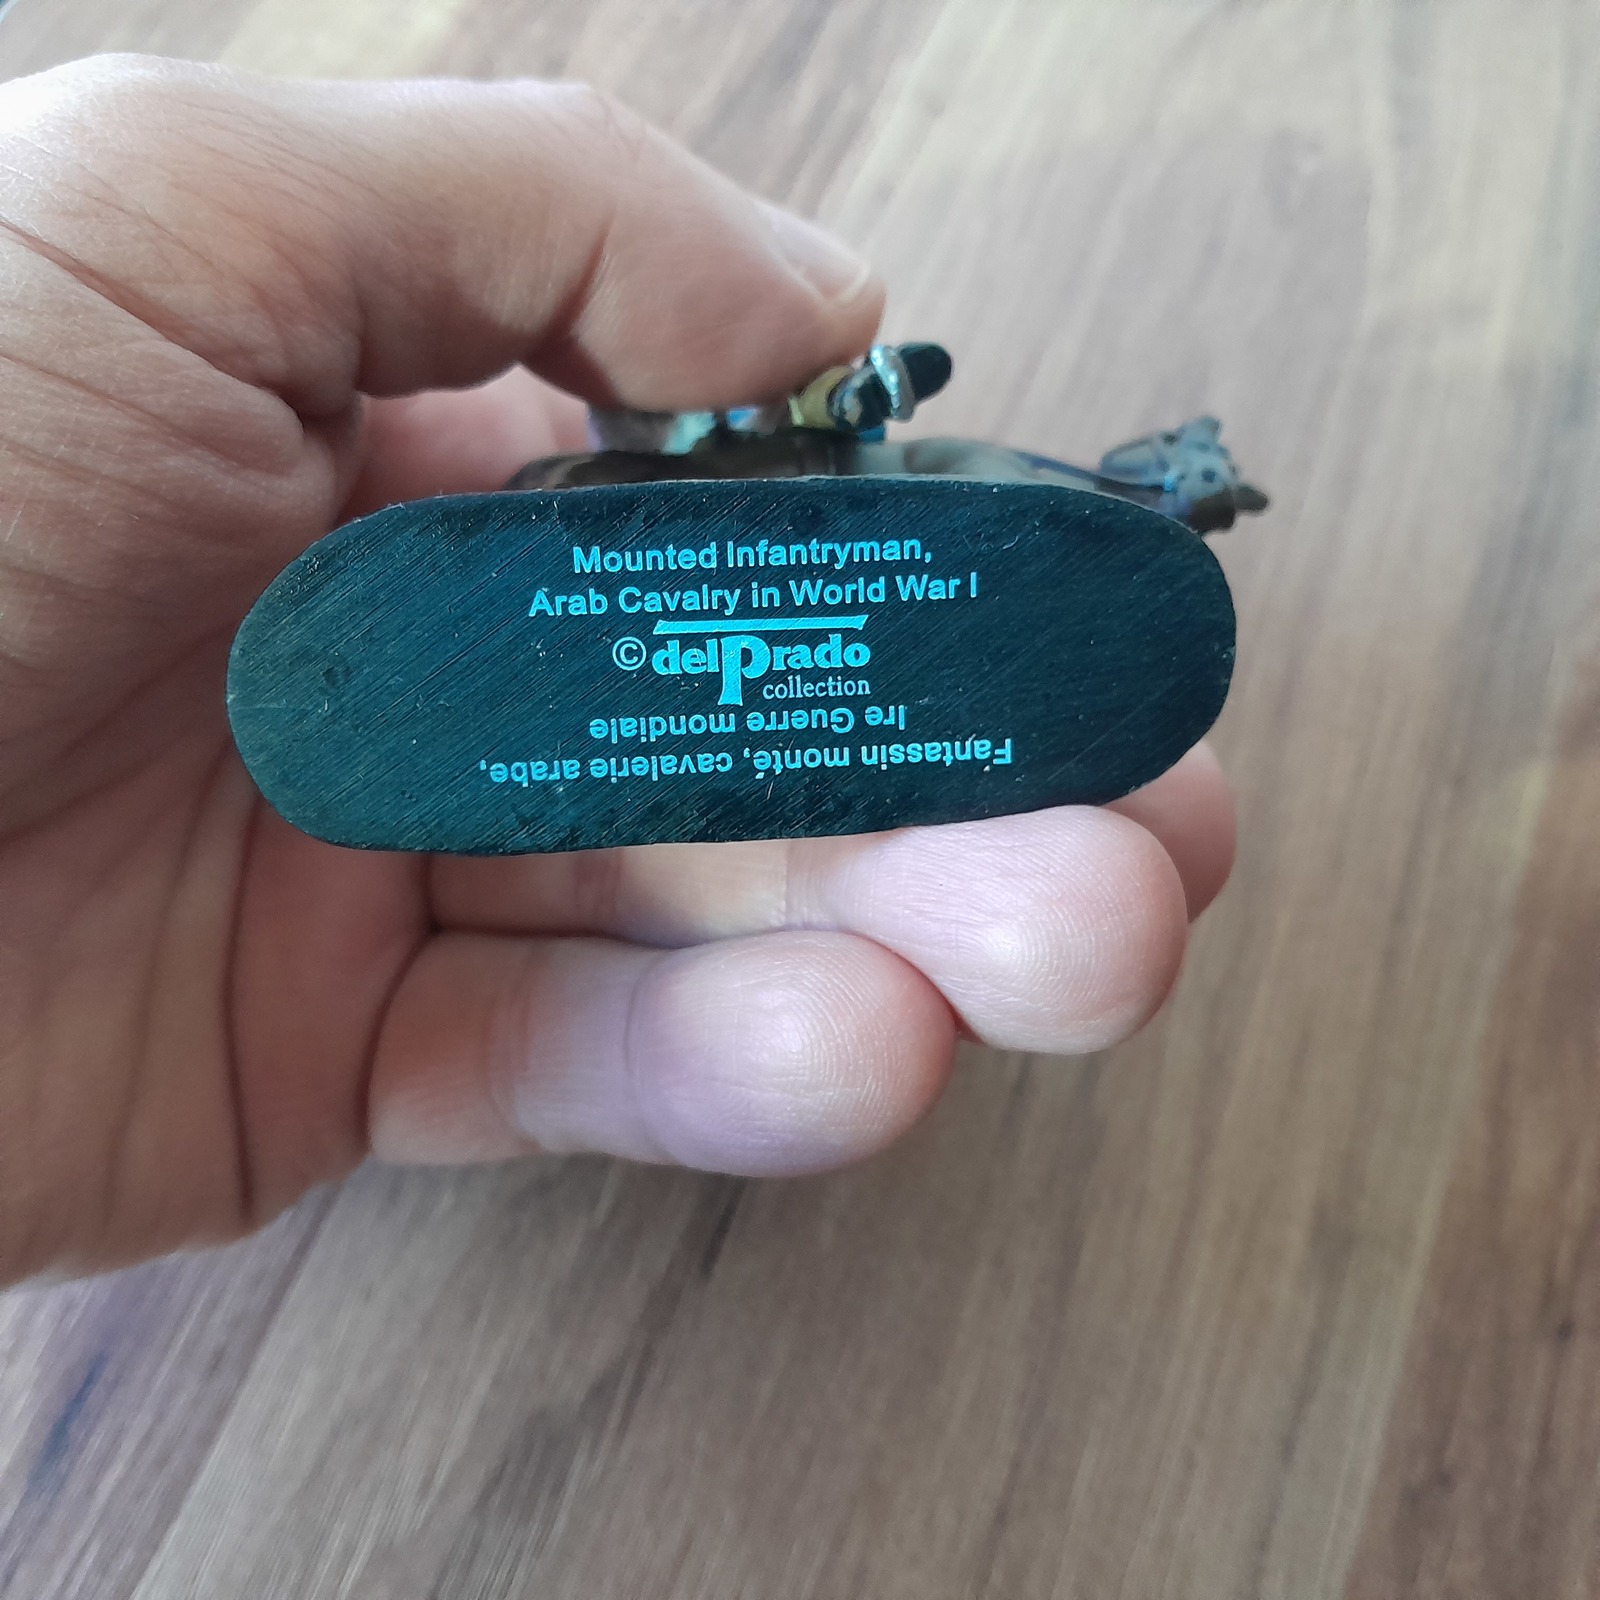 Mounted Infantryman,
Arab Cavalry in World War I
© delPrado
collection
Fantassin monté, cavalerie arabe,
Ire Guerre mondiale